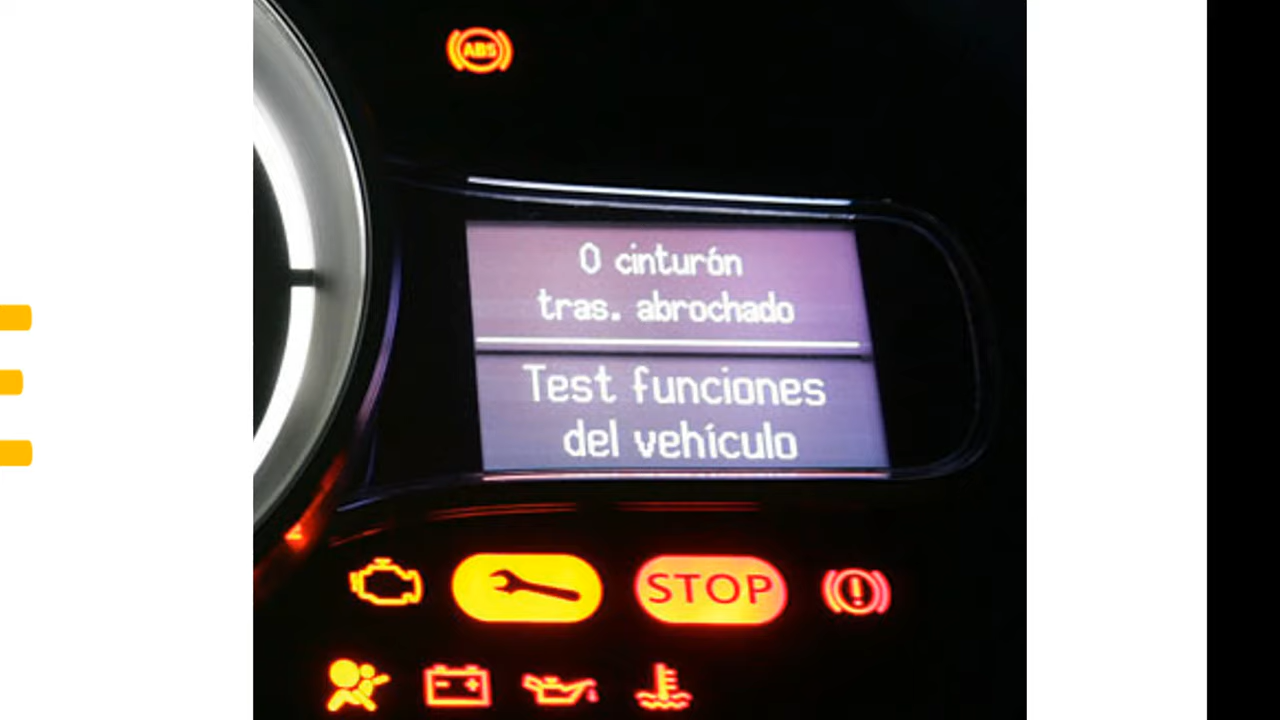 ABS
0 cinturón
tras. abrochado
Test funciones
del vehículo
STOP